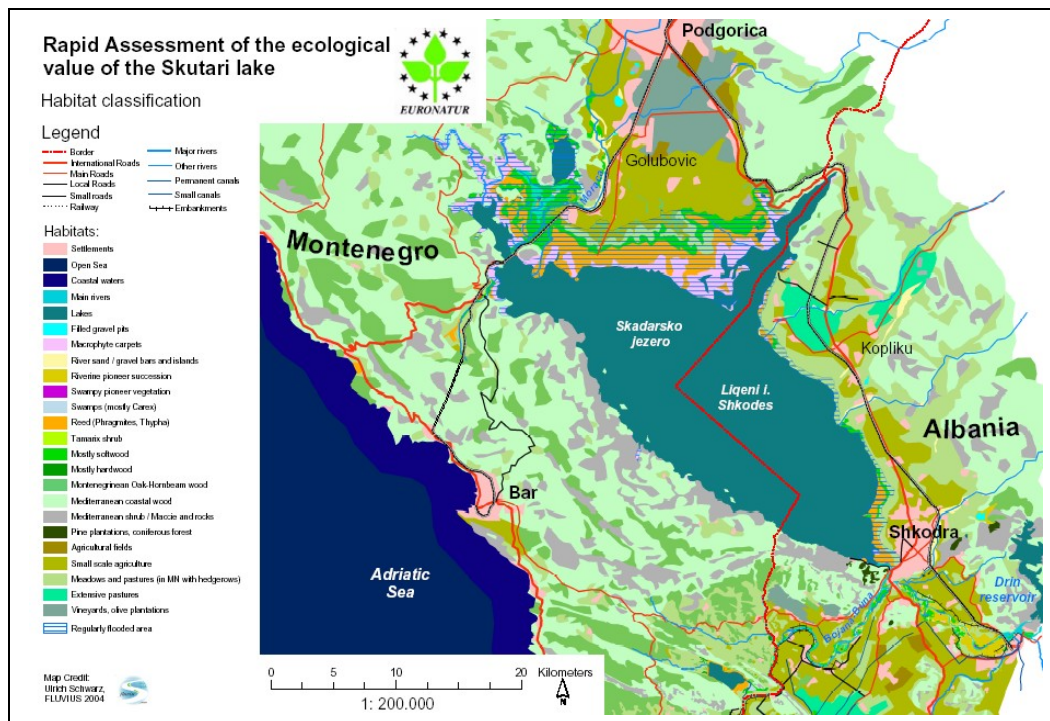 Rapid Assessment of the ecological
value of the Skutari lake
Habitat classification
EURONATUR
Legend
Border
International Roads
Main Roads
Local Roads
Small roads
Railway
Major rivers
Other rivers
Permanent canals
Small canals
Embankments
Habitats:
Settlements
Open Sea
Coastal waters
Main rivers
Lakes
Filled gravel pits
Macrophyte carpets
River sand / gravel bars and islands
Riverine pioneer succession
Swampy pioneer vegetation
Swamps (mostly Carex)
Reed (Phragmites, Thypha)
Tamarix shrub
Mostly softwood
Mostly hardwood
Montenegrinean Oak-Hornbeam wood
Mediterranean coastal wood
Mediterranean shrub / Maccie and rocks
Pine plantations, coniferous forest
Agricultural fields
Small scale agriculture
Meadows and pastures (in MN with hedgerows)
Extensive pastures
Vineyards, olive plantations
Regularly flooded area
Map Credit:
Ulrich Schwarz,
FLUVIUS 2004
Podgorica
Golubovic
Moraca
Montenegro
Skadarsko
jezero
Liqeni i.
Shkodes
Kopliku
Albania
Bar
Shkodra
Adriatic
Sea
Drin
reservoir
Bojana-Buna
0 5 10 20 Kilometers
1: 200.000
N